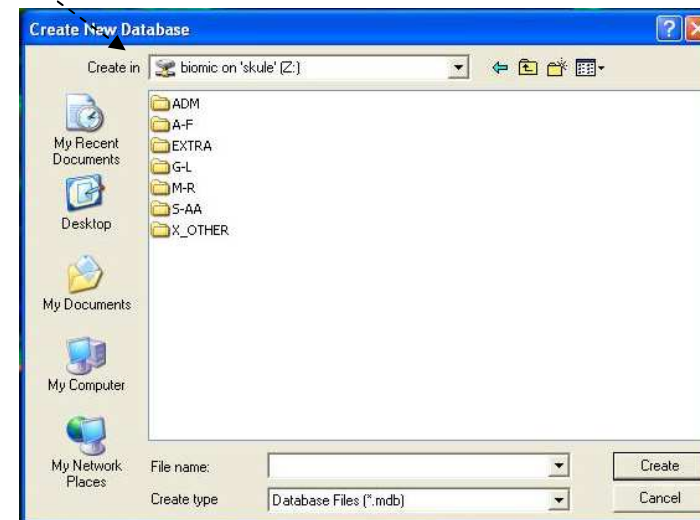 Create New Database
Create in
biomic on 'skule' (Z:)
ADM
A-F
EXTRA
G-L
M-R
S-AA
X_OTHER
My Recent
Documents
Desktop
My Documents
My Computer
My Network
Places
File name:
Create
Create type
Database Files (*.mdb)
Cancel